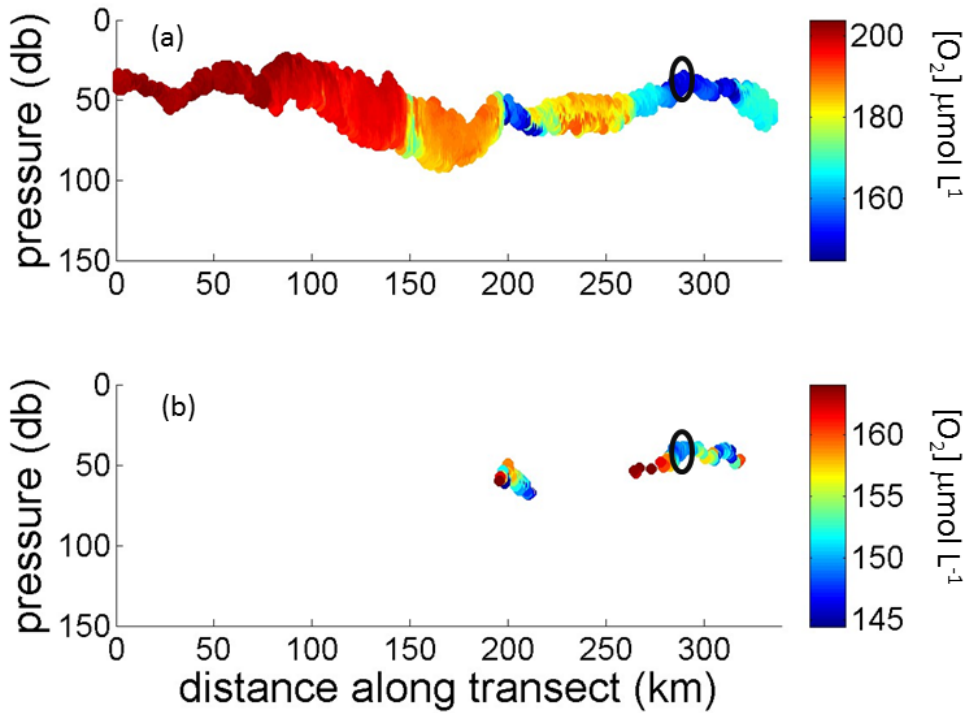 (a)
pressure (db)
0
50
100
150
0 50 100 150 200 250 300
200
180
160
[O₂] μmol L¹
(b)
pressure (db)
0
50
100
150
0 50 100 150 200 250 300
distance along transect (km)
160
155
150
145
[O₂] μmol L⁻¹